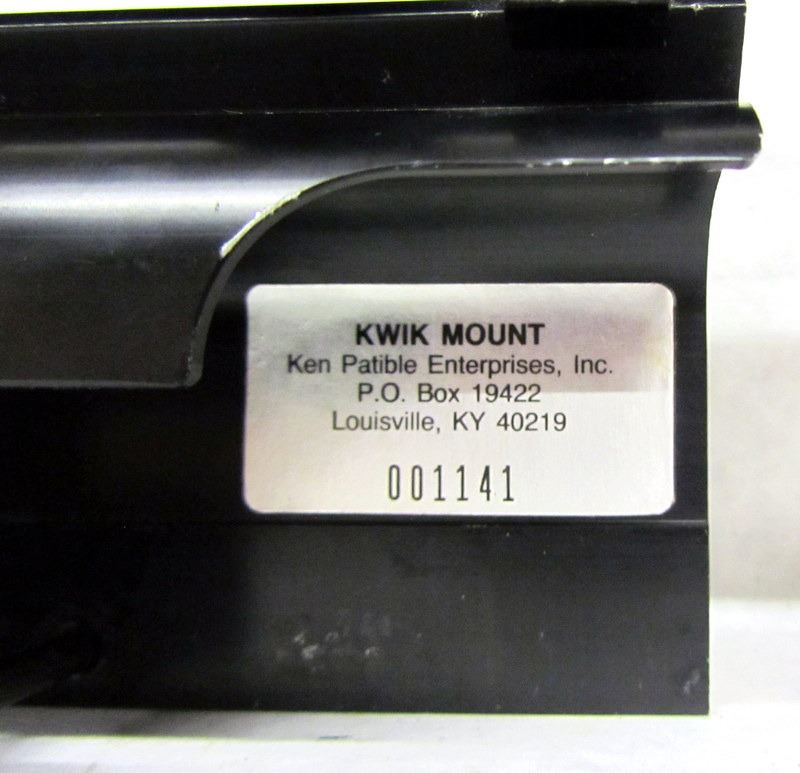 KWIK MOUNT
Ken Patible Enterprises, Inc.
P.O. Box 19422
Louisville, KY 40219
001141